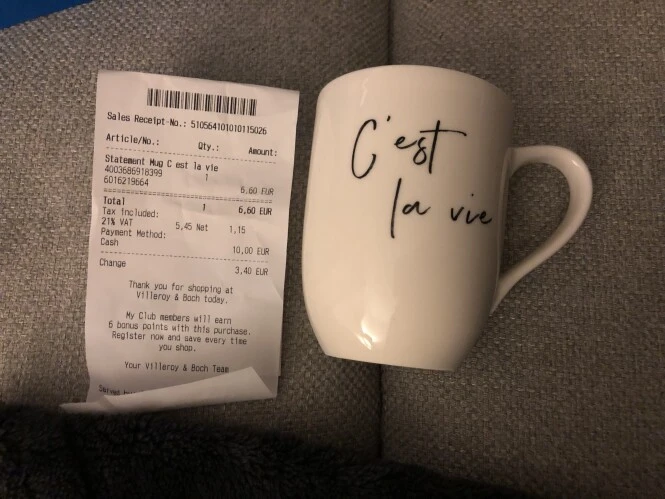 Sales Receipt-No.: 510564101010115026
Article/No.: Qty.: Amount:
Statement Mug C est la vie
4003686918399 1
6016219664 6,60 EUR
Total 1 6,60 EUR
Tax included:
21% VAT 5,45 Net 1,15
Payment Method:
Cash 10,00 EUR
Change 3,40 EUR
Thank you for shopping at
Villeroy & Boch today.
My Club members will earn
6 bonus points with this purchase.
Register now and save every time
you shop.
Your Villeroy & Boch Team
C'est
la vie